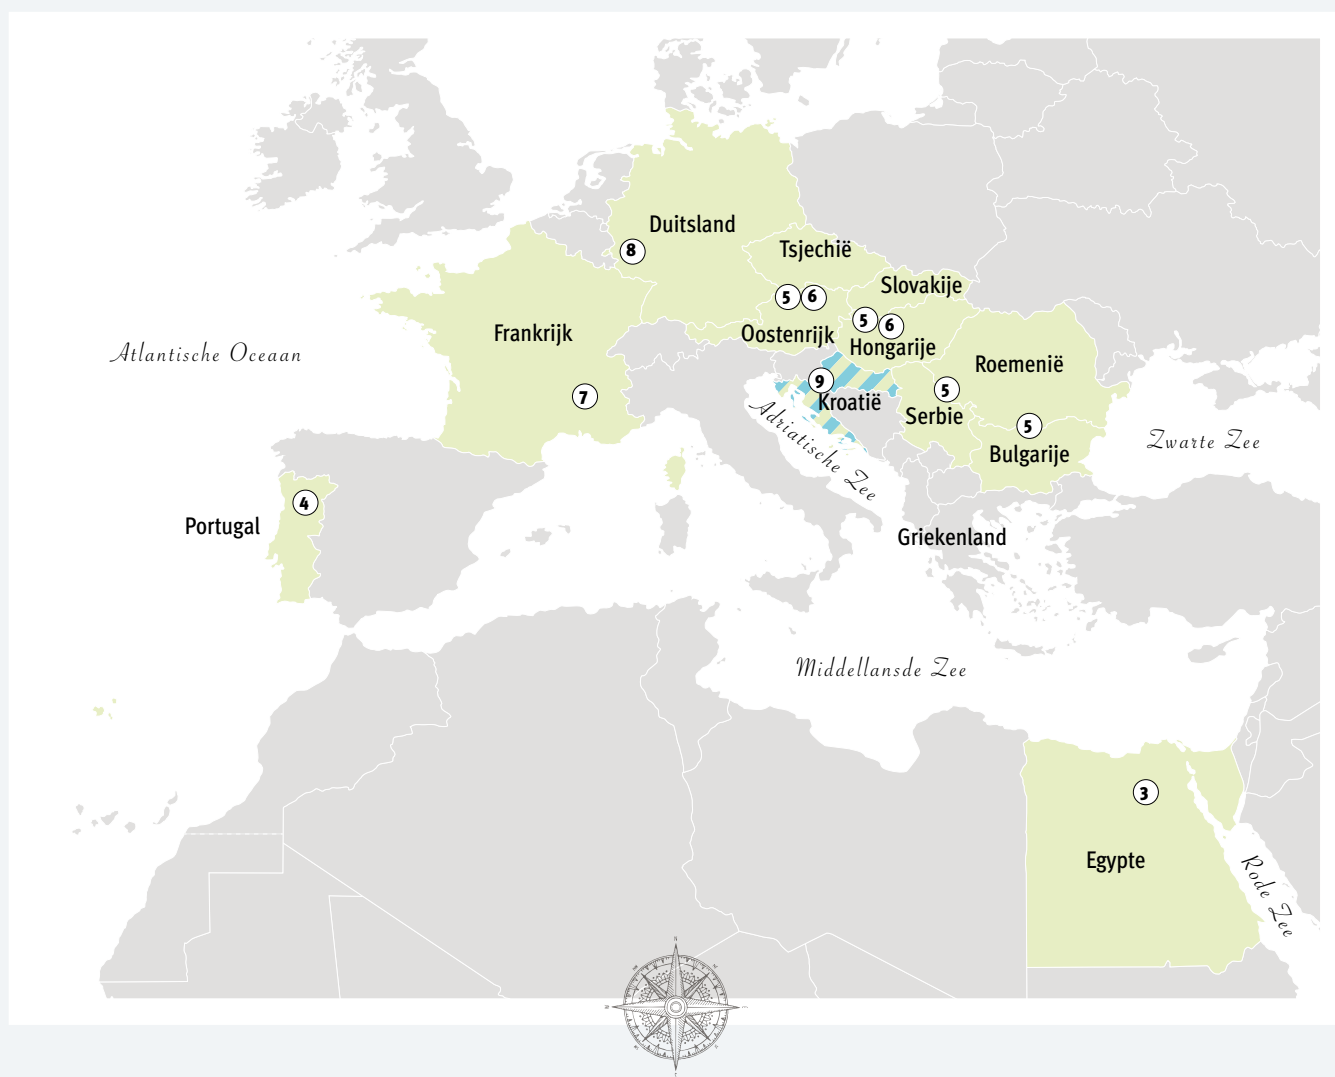 Duitsland
8
Tsjechië
Slovakije
5
6
5
6
Frankrijk
Oostenrijk
Hongarije
Atlantische Oceaan
Roemenië
9
5
7
Kroatië
Serbie
Adriatische Zee
5
Bulgarije
Zwarte Zee
4
Portugal
Griekenland
Middellansde Zee
3
Egypte
Rode Zee